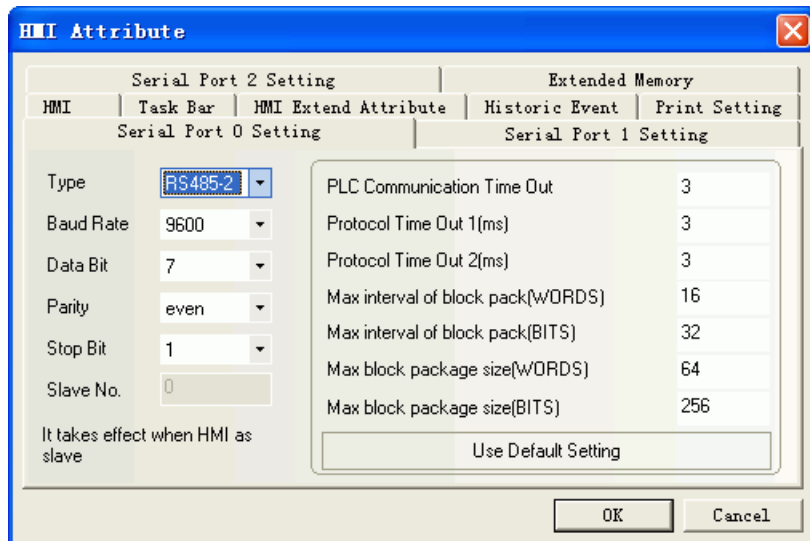 HMI Attribute
Serial Port 2 Setting Extended Memory
HMI Task Bar HMI Extend Attribute Historic Event Print Setting
Serial Port 0 Setting Serial Port 1 Setting
Type RS485-2
Baud Rate 9600
Data Bit 7
Parity even
Stop Bit 1
Slave No. 0
It takes effect when HMI as
slave
PLC Communication Time Out 3
Protocol Time Out 1(ms) 3
Protocol Time Out 2(ms) 3
Max interval of block pack(WORDS) 16
Max interval of block pack(BITS) 32
Max block package size(WORDS) 64
Max block package size(BITS) 256
Use Default Setting
OK Cancel